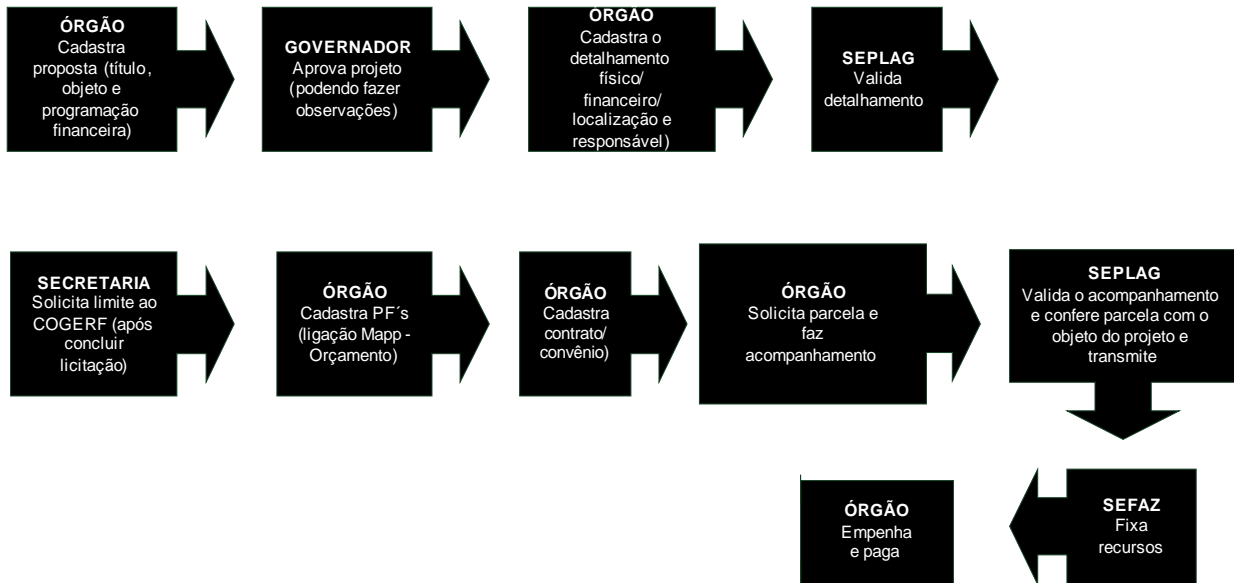 ÓRGÃO
Cadastra
proposta (título,
objeto e
programação
financeira)
GOVERNADOR
Aprova projeto
(podendo fazer
observações)
ÓRGÃO
Cadastra o
detalhamento
físico/
financeiro/
localização e
responsável)
SEPLAG
Valida
detalhamento
SECRETARIA
Solicita limite ao
COGERF (após
concluir
licitação)
ÓRGÃO
Cadastra PF´s
(ligação Mapp -
Orçamento)
ÓRGÃO
Cadastra
contrato/
convênio)
ÓRGÃO
Solicita parcela e
faz
acompanhamento
SEPLAG
Valida o acompanhamento
e confere parcela com o
objeto do projeto e
transmite
SEFAZ
Fixa
recursos
ÓRGÃO
Empenha
e paga